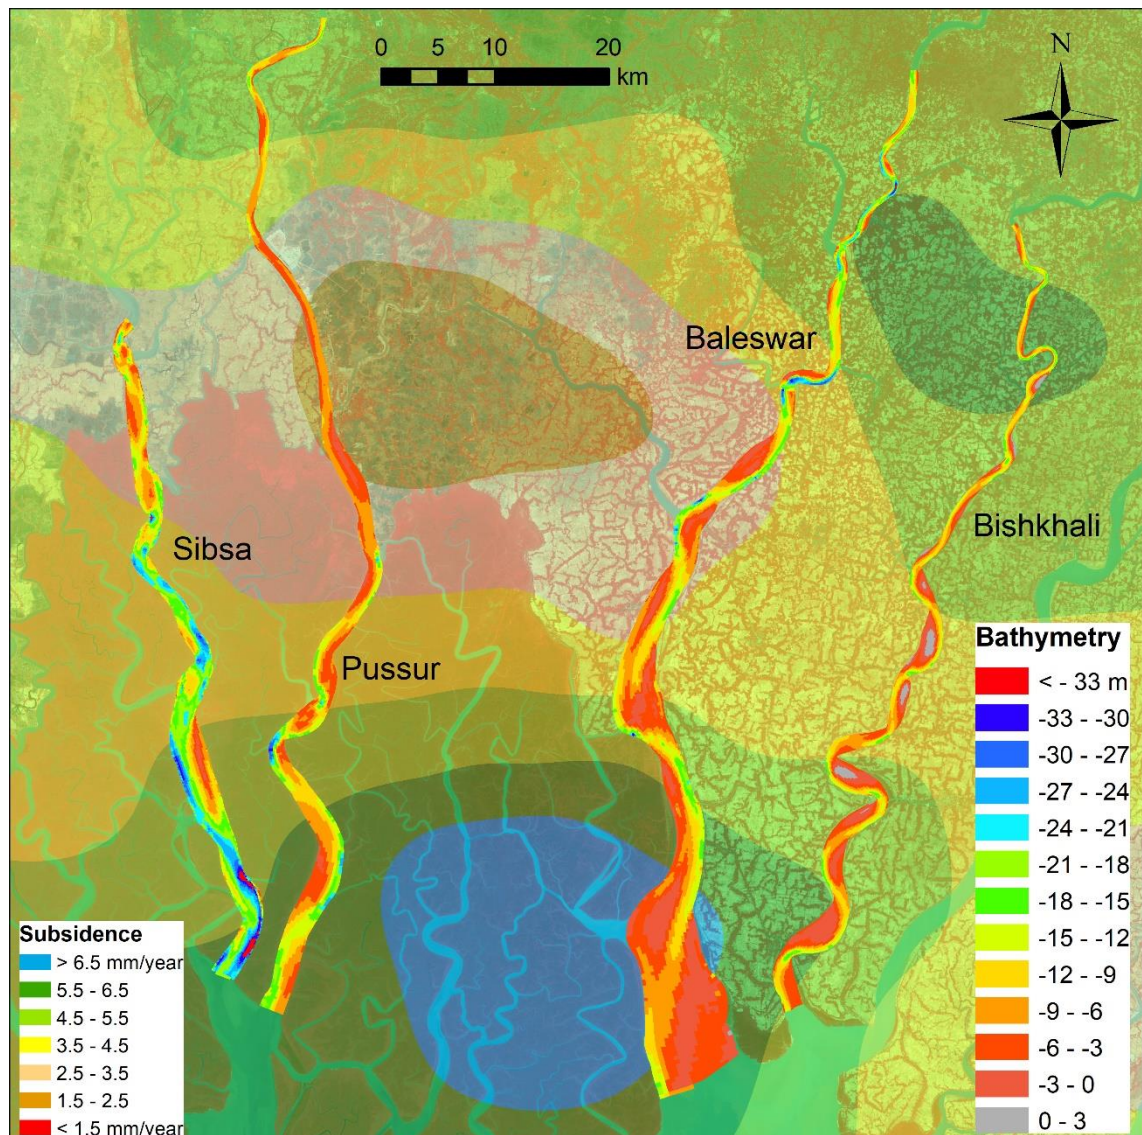 0 5 10 20
km
N
Baleswar
Sibsa
Bishkhali
Pussur
Bathymetry
< - 33 m
-33 - -30
-30 - -27
-27 - -24
-24 - -21
-21 - -18
-18 - -15
-15 - -12
-12 - -9
-9 - -6
-6 - -3
-3 - 0
0 - 3
Subsidence
> 6.5 mm/year
5.5 - 6.5
4.5 - 5.5
3.5 - 4.5
2.5 - 3.5
1.5 - 2.5
< 1.5 mm/year